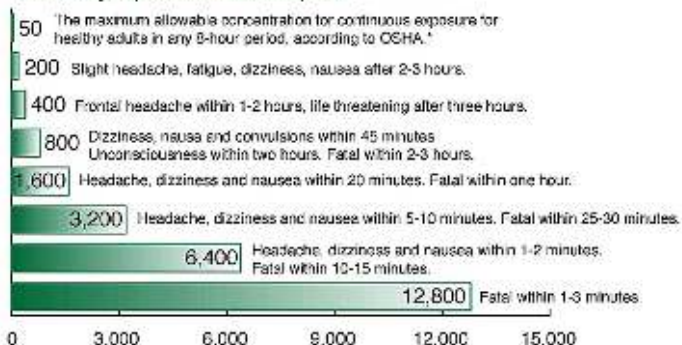 50 The maximum allowable concentration for continuous exposure for
healthy adults in any 8-hour period, according to OSHA.*
200 Slight headache, fatigue, dizziness, nausea after 2-3 hours.
400 Frontal headache within 1-2 hours, life threatening after three hours.
800 Dizziness, nause and convulsions within 45 minutes
Unconsciousness within two hours. Fatal within 2-3 hours.
1,600 Headache, dizziness and nausea within 20 minutes. Fatal within one hour.
3,200 Headache, dizziness and nausea within 5-10 minutes. Fatal within 25-30 minutes.
6,400 Headache, dizziness and nausea within 1-2 minutes.
Fatal within 10-15 minutes.
12,800 Fatal within 1-3 minutes.
0 3,000 6,000 9,000 12,000 15,000